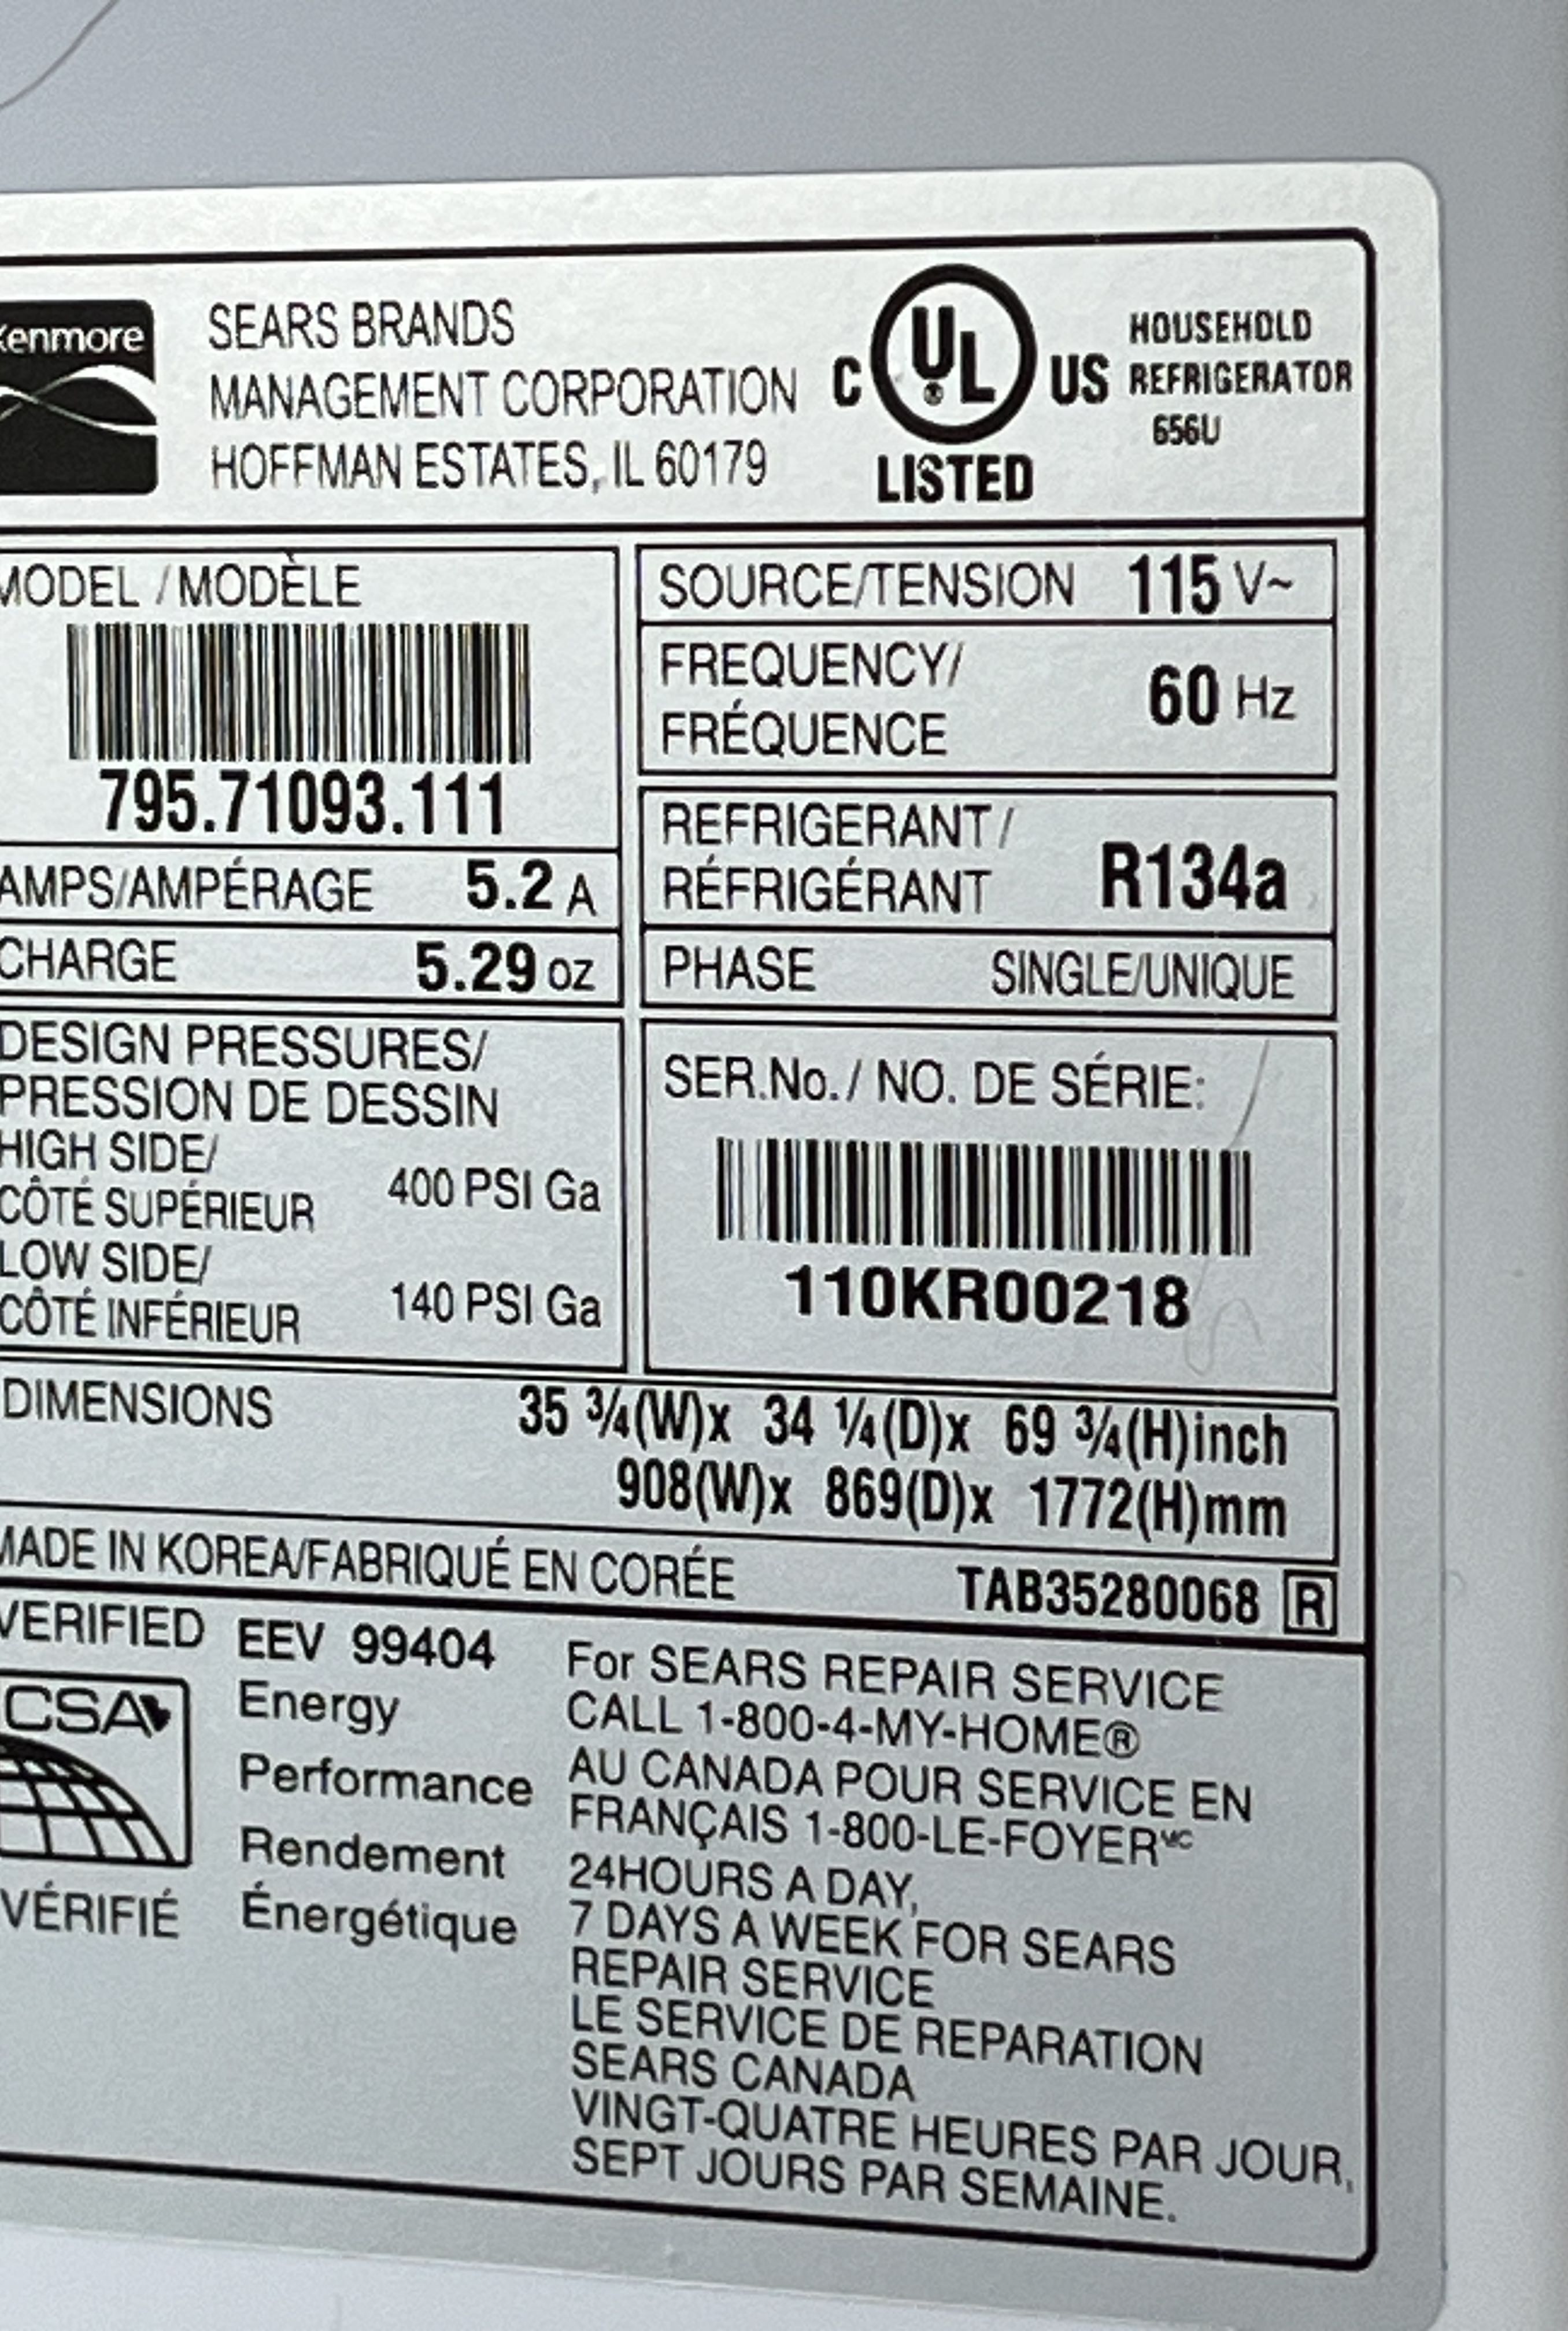 Kenmore
SEARS BRANDS
MANAGEMENT CORPORATION
HOFFMAN ESTATES, IL 60179
C UL® US
LISTED
HOUSEHOLD
REFRIGERATOR
656U
MODEL / MODÈLE
795.71093.111
AMPS/AMPÉRAGE 5.2 A
CHARGE 5.29 oz
SOURCE/TENSION 115 V~
FREQUENCY/
FRÉQUENCE 60 Hz
REFRIGERANT/
RÉFRIGÉRANT R134a
PHASE SINGLE/UNIQUE
DESIGN PRESSURES/
PRESSION DE DESSIN
HIGH SIDE/
CÔTÉ SUPÉRIEUR 400 PSI Ga
LOW SIDE/
CÔTÉ INFÉRIEUR 140 PSI Ga
SER.No./ NO. DE SÉRIE:
110KR00218
DIMENSIONS 35 ¾(W)x 34 ¼(D)x 69 ¾(H)inch
908(W)x 869(D)x 1772(H)mm
MADE IN KOREA/FABRIQUÉ EN CORÉE TAB35280068 R
VERIFIED
CSA
VÉRIFIÉ
EEV 99404
Energy
Performance
Rendement
Énergétique
For SEARS REPAIR SERVICE
CALL 1-800-4-MY-HOME®
AU CANADA POUR SERVICE EN
FRANÇAIS 1-800-LE-FOYERMC
24HOURS A DAY,
7 DAYS A WEEK FOR SEARS
REPAIR SERVICE
LE SERVICE DE REPARATION
SEARS CANADA
VINGT-QUATRE HEURES PAR JOUR,
SEPT JOURS PAR SEMAINE.